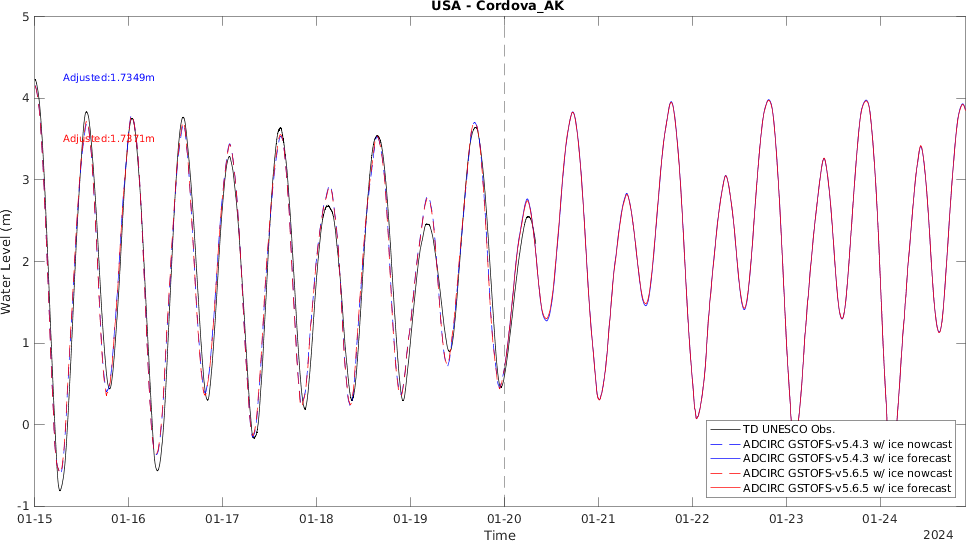 USA - Cordova_AK
5
4
3
2
1
0
-1
Water Level (m)
Adjusted:1.7349m
Adjusted:1.7371m
TD UNESCO Obs.
ADCIRC GSTOFS-v5.4.3 w/ ice nowcast
ADCIRC GSTOFS-v5.4.3 w/ ice forecast
ADCIRC GSTOFS-v5.6.5 w/ ice nowcast
ADCIRC GSTOFS-v5.6.5 w/ ice forecast
01-15 01-16 01-17 01-18 01-19 01-20 01-21 01-22 01-23 01-24
Time
2024